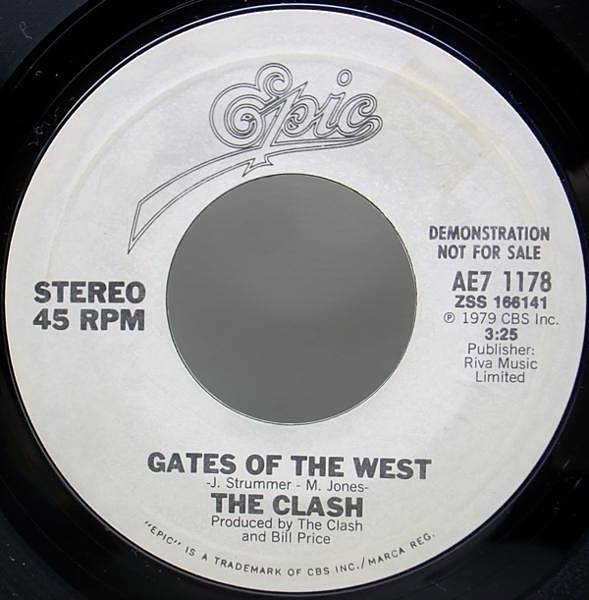 Epic
DEMONSTRATION
NOT FOR SALE
AE7 1178
ZSS 166141
℗ 1979 CBS Inc.
3:25
Publisher:
Riva Music
Limited
STEREO
45 RPM
GATES OF THE WEST
-J. Strummer - M. Jones-
THE CLASH
Produced by The Clash
and Bill Price
"EPIC" IS A TRADEMARK OF CBS INC./MARCA REG.